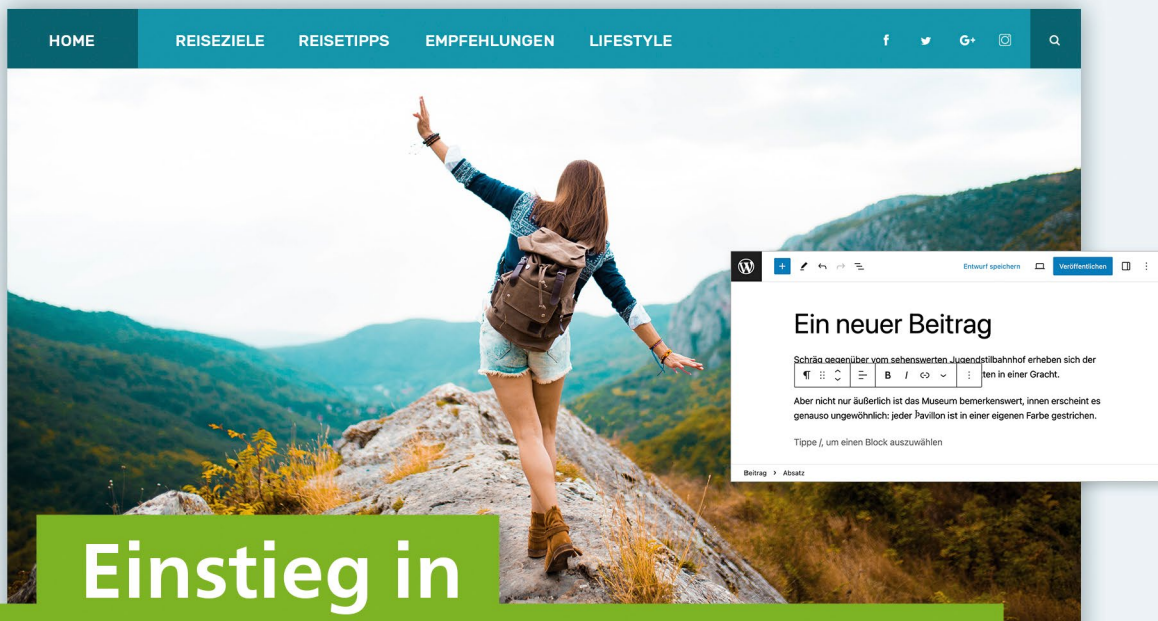 HOME REISEZIELE REISETIPPS EMPFEHLUNGEN LIFESTYLE f G+
Entwurf speichern Veröffentlichen
Ein neuer Beitrag
Schräg gegenüber vom sehenswerten Jugendstilbahnhof erheben sich der
¶ B I ten in einer Gracht.
Aber nicht nur äußerlich ist das Museum bemerkenswert, innen erscheint es
genauso ungewöhnlich: jeder Pavillon ist in einer eigenen Farbe gestrichen.
Tippe /, um einen Block auszuwählen
Beitrag > Absatz
Einstieg in